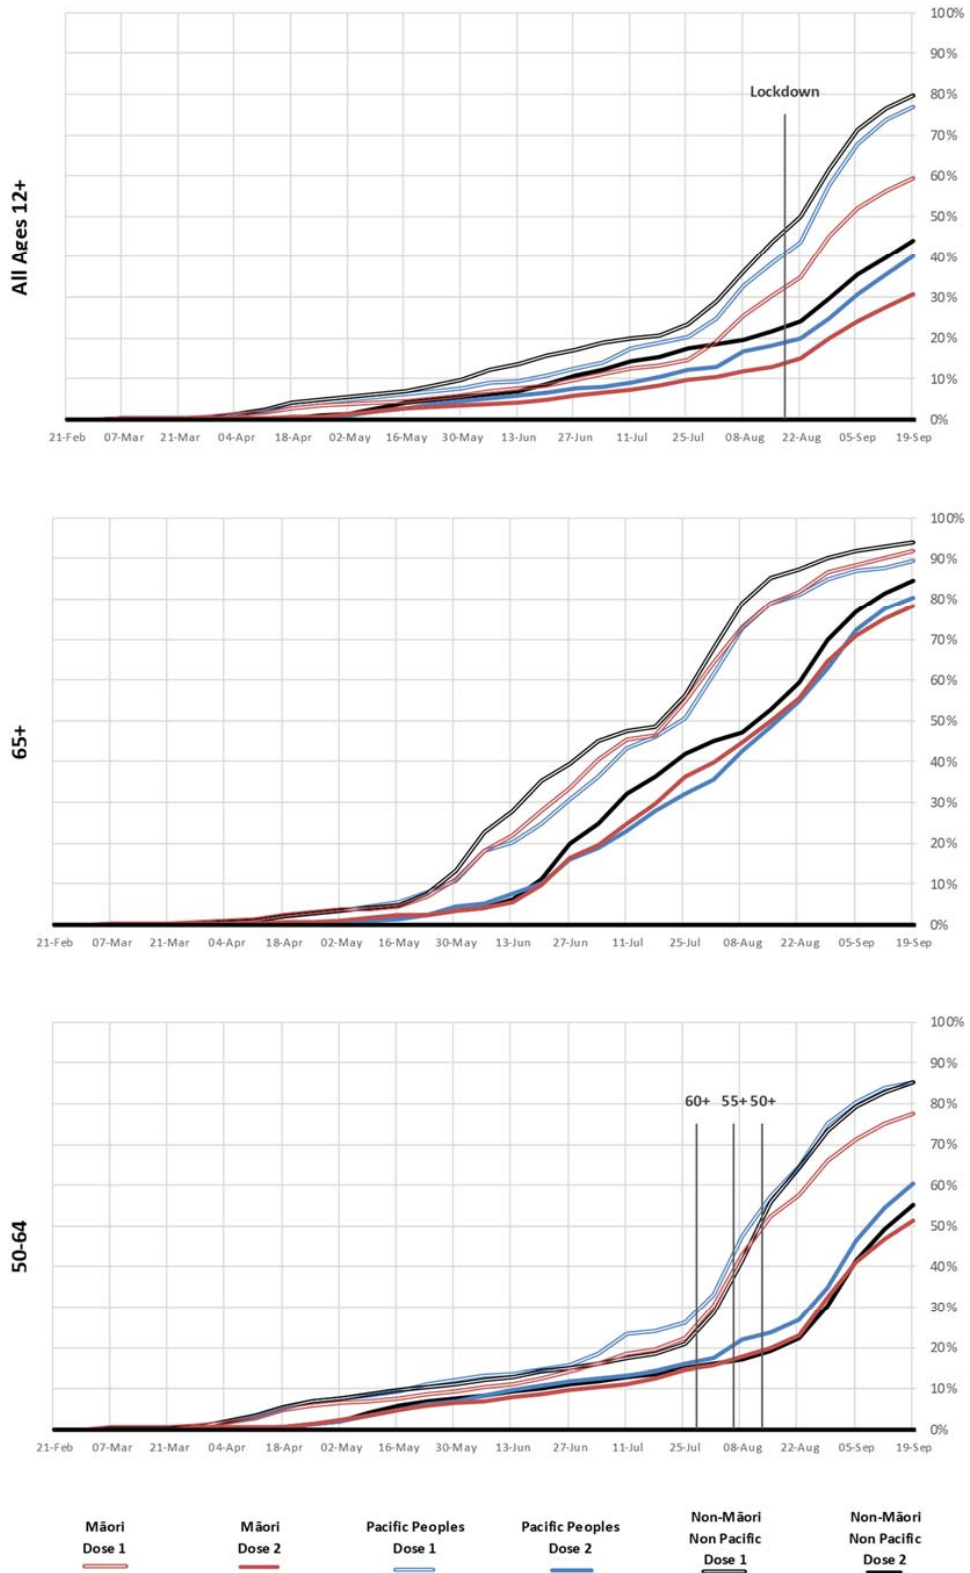 100%
90%
Lockdown
80%
70%
All Ages 12+
60%
50%
40%
30%
20%
10%
0%
21-Feb 07-Mar 21-Mar 04-Apr 18-Apr 02-May 16-May 30-May 13-Jun 27-Jun 11-Jul 25-Jul 08-Aug 22-Aug 05-Sep 19-Sep
100%
90%
80%
70%
60%
65+
50%
40%
30%
20%
10%
0%
21-Feb 07-Mar 21-Mar 04-Apr 18-Apr 02-May 16-May 30-May 13-Jun 27-Jun 11-Jul 25-Jul 08-Aug 22-Aug 05-Sep 19-Sep
100%
90%
60+ 55+ 50+
80%
70%
60%
50-64
50%
40%
30%
20%
10%
0%
21-Feb 07-Mar 21-Mar 04-Apr 18-Apr 02-May 16-May 30-May 13-Jun 27-Jun 11-Jul 25-Jul 08-Aug 22-Aug 05-Sep 19-Sep
Māori
Dose 1
Māori
Dose 2
Pacific Peoples
Dose 1
Pacific Peoples
Dose 2
Non-Māori
Non Pacific
Dose 1
Non-Māori
Non Pacific
Dose 2